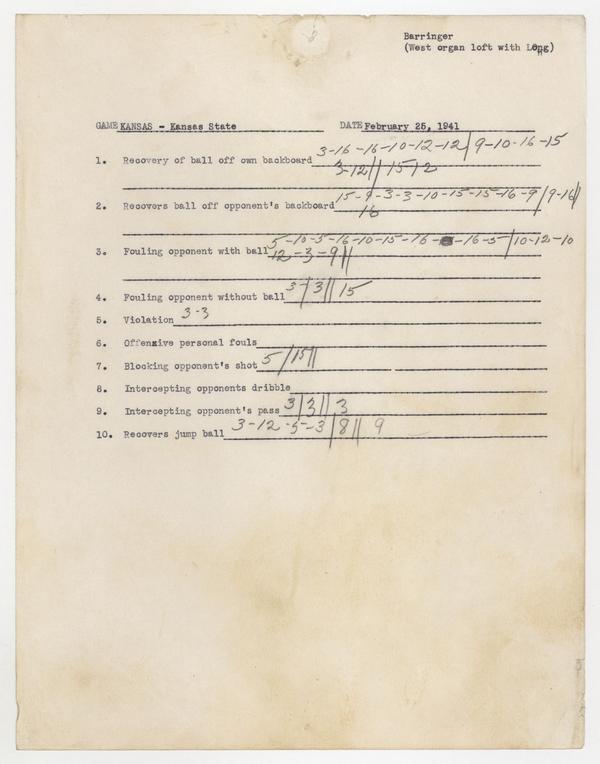 Barringer
(West organ loft with Long)
GAME KANSAS - Kansas State DATE February 25, 1941
3-16-16-10-12-12/9-10-16-15
1. Recovery of ball off own backboard
3-12//15 12
15-9-3-3-10-15-15-16-9/9-16//
2. Recovers ball off opponent's backboard
16
5-10-5-16-10-15-16- -16-5/10-12-10
3. Fouling opponent with ball
12-3-9//
4. Fouling opponent without ball 3/3//15
5. Violation 3-3
6. Offensive personal fouls
7. Blocking opponent's shot 5/15//
8. Intercepting opponents dribble
9. Intercepting opponent's pass 3/3//3
10. Recovers jump ball 3-12-5-3/8//9